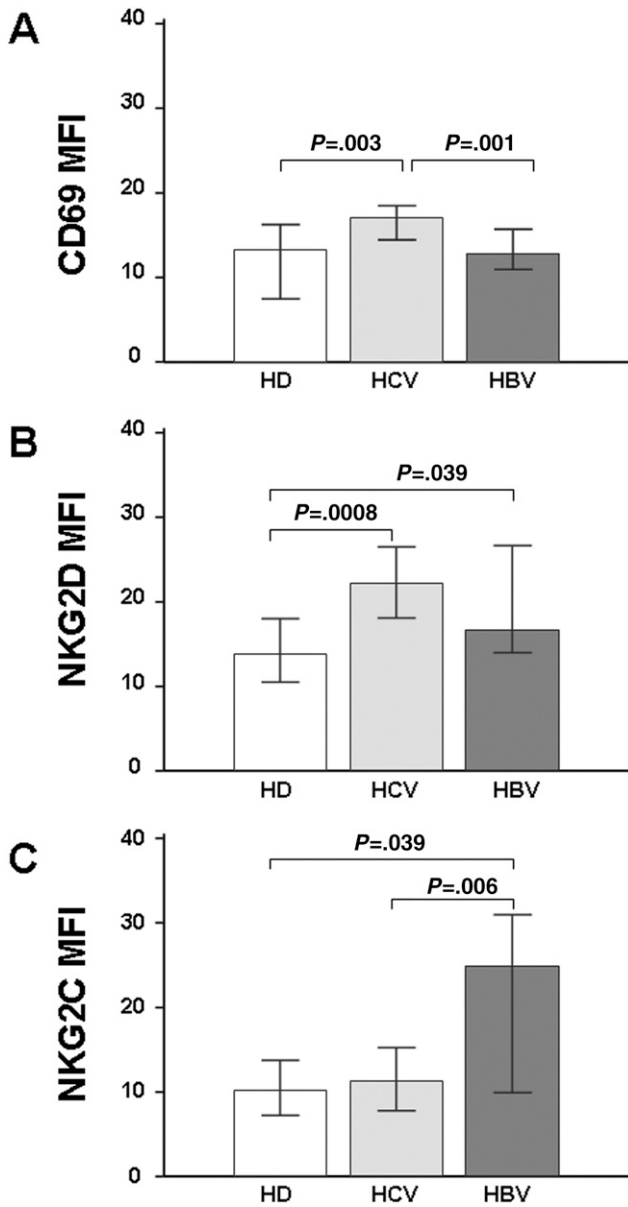 A
CD69 MFI
40
30
20
10
0
P=.003
P=.001
HD
HCV
HBV
B
NKG2D MFI
40
30
20
10
0
P=.039
P=.0008
HD
HCV
HBV
C
NKG2C MFI
40
30
20
10
0
P=.039
P=.006
HD
HCV
HBV